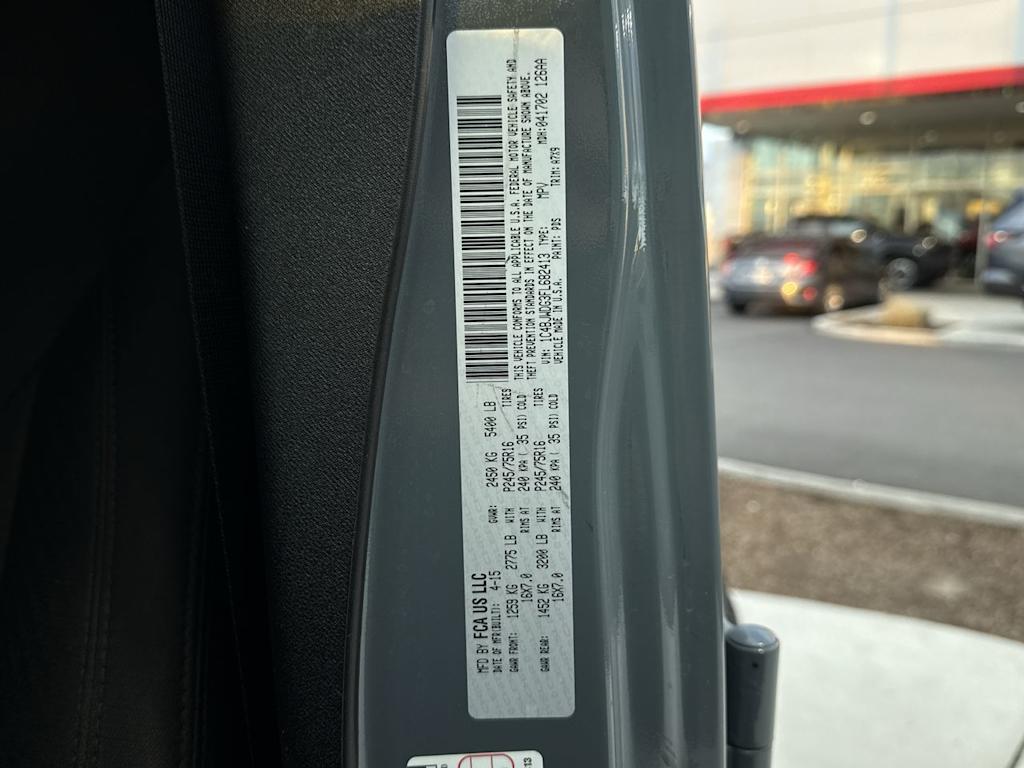 MFD BY FCA US LLC
DATE OF MFR(BUILT): 4-15 GVWR: 2450 KG 5400 LB
GAWR FRONT: 1259 KG 2775 LB WITH P245/75R16 TIRES
16X7.0 RIMS AT 240 KPA ( 35 PSI) COLD
GAWR REAR: 1452 KG 3200 LB WITH P245/75R16 TIRES
16X7.0 RIMS AT 240 KPA ( 35 PSI) COLD
THIS VEHICLE CONFORMS TO ALL APPLICABLE U.S.A. FEDERAL MOTOR VEHICLE SAFETY AND
THEFT PREVENTION STANDARDS IN EFFECT ON THE DATE OF MANUFACTURE SHOWN ABOVE.
VIN: 1C4BJWDG3FL682413 TYPE: MPV MDH:041702 126AA
VEHICLE MADE IN U.S.A. PAINT: PDS TRIM: A7X9
13